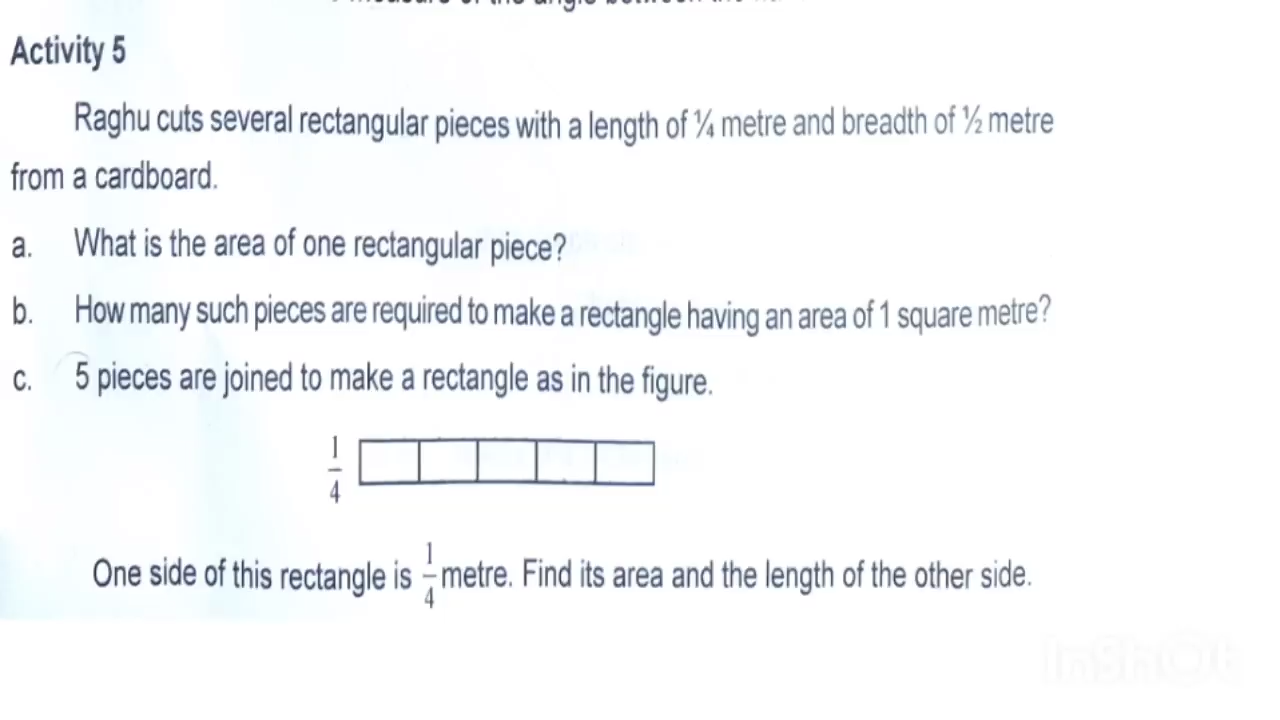 Activity 5
Raghu cuts several rectangular pieces with a length of ¼ metre and breadth of ½ metre
from a cardboard.
a. What is the area of one rectangular piece?
b. How many such pieces are required to make a rectangle having an area of 1 square metre?
c. 5 pieces are joined to make a rectangle as in the figure.
1/4
One side of this rectangle is 1/4 metre. Find its area and the length of the other side.
InShOt